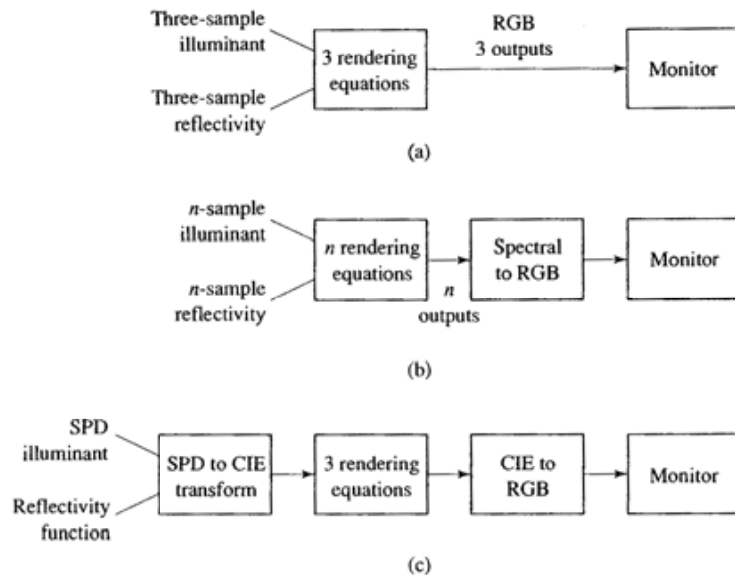 Three-sample
illuminant
Three-sample
reflectivity
3 rendering
equations
RGB
3 outputs
Monitor
(a)
n-sample
illuminant
n-sample
reflectivity
n rendering
equations
n
outputs
Spectral
to RGB
Monitor
(b)
SPD
illuminant
Reflectivity
function
SPD to CIE
transform
3 rendering
equations
CIE to
RGB
Monitor
(c)